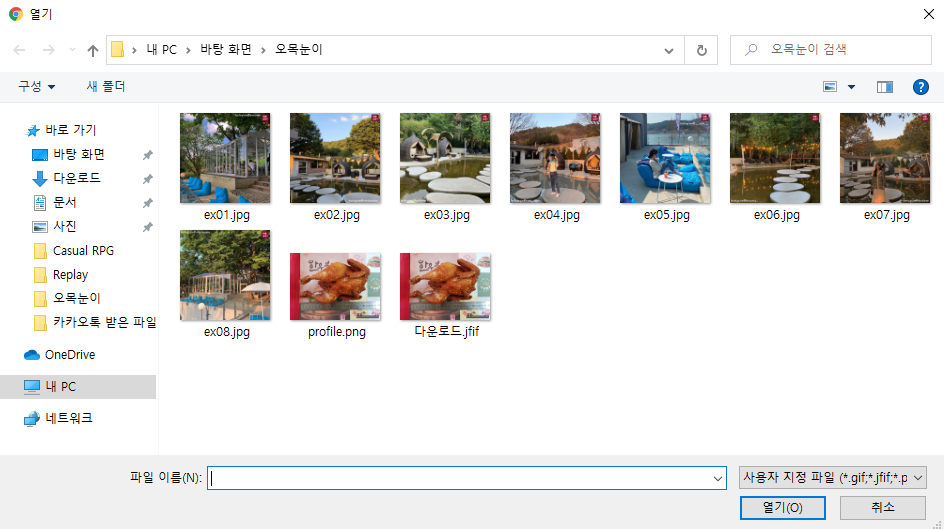 열기
내 PC
바탕 화면
오목눈이
오목눈이 검색
구성
새 폴더
바로 가기
바탕 화면
다운로드
문서
사진
Casual RPG
Replay
오목눈이
카카오톡 받은 파일
OneDrive
내 PC
네트워크
ex01.jpg
ex02.jpg
ex03.jpg
ex04.jpg
ex05.jpg
ex06.jpg
ex07.jpg
ex08.jpg
profile.png
다운로드.jfif
파일 이름(N):
사용자 지정 파일 (*.gif;*.jfif;*.p
열기(O)
취소